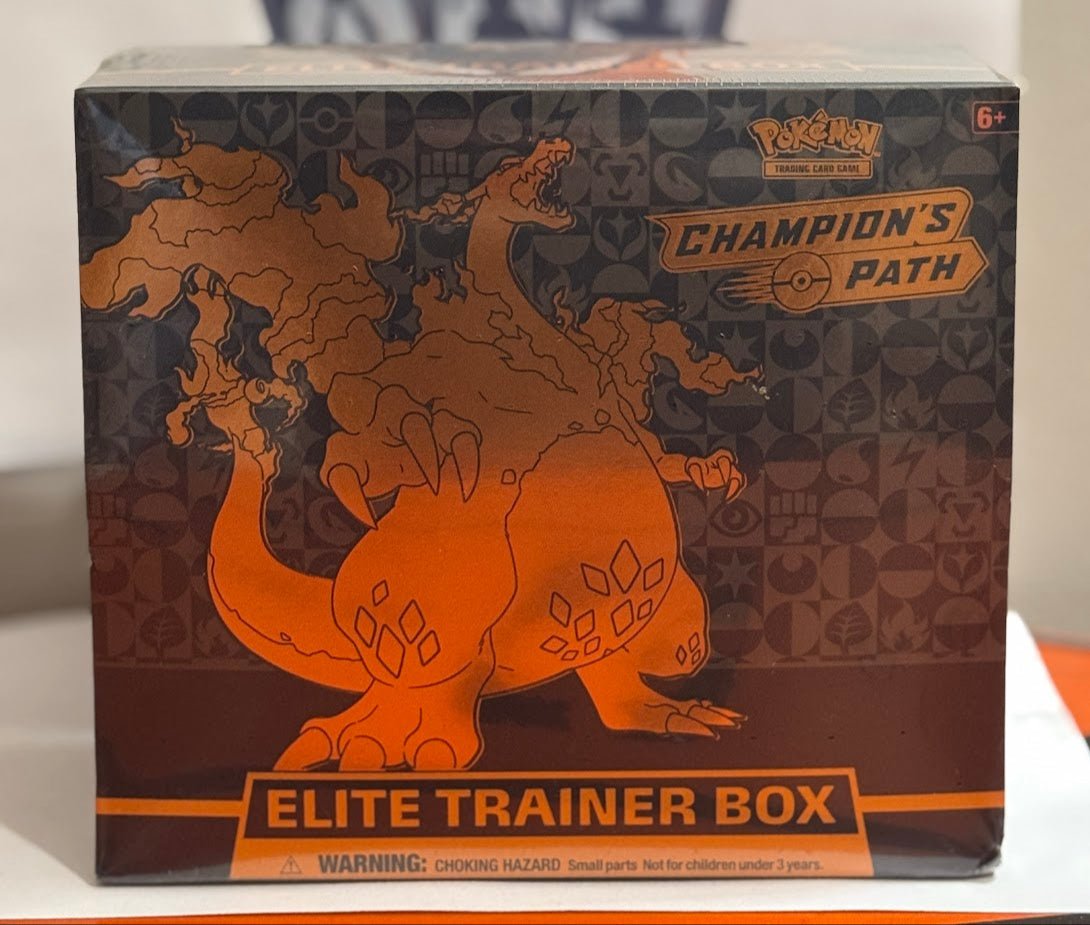 6+
POKÉMON
TRADING CARD GAME
CHAMPION'S
PATH
ELITE TRAINER BOX
WARNING: CHOKING HAZARD Small parts Not for children under 3 years.